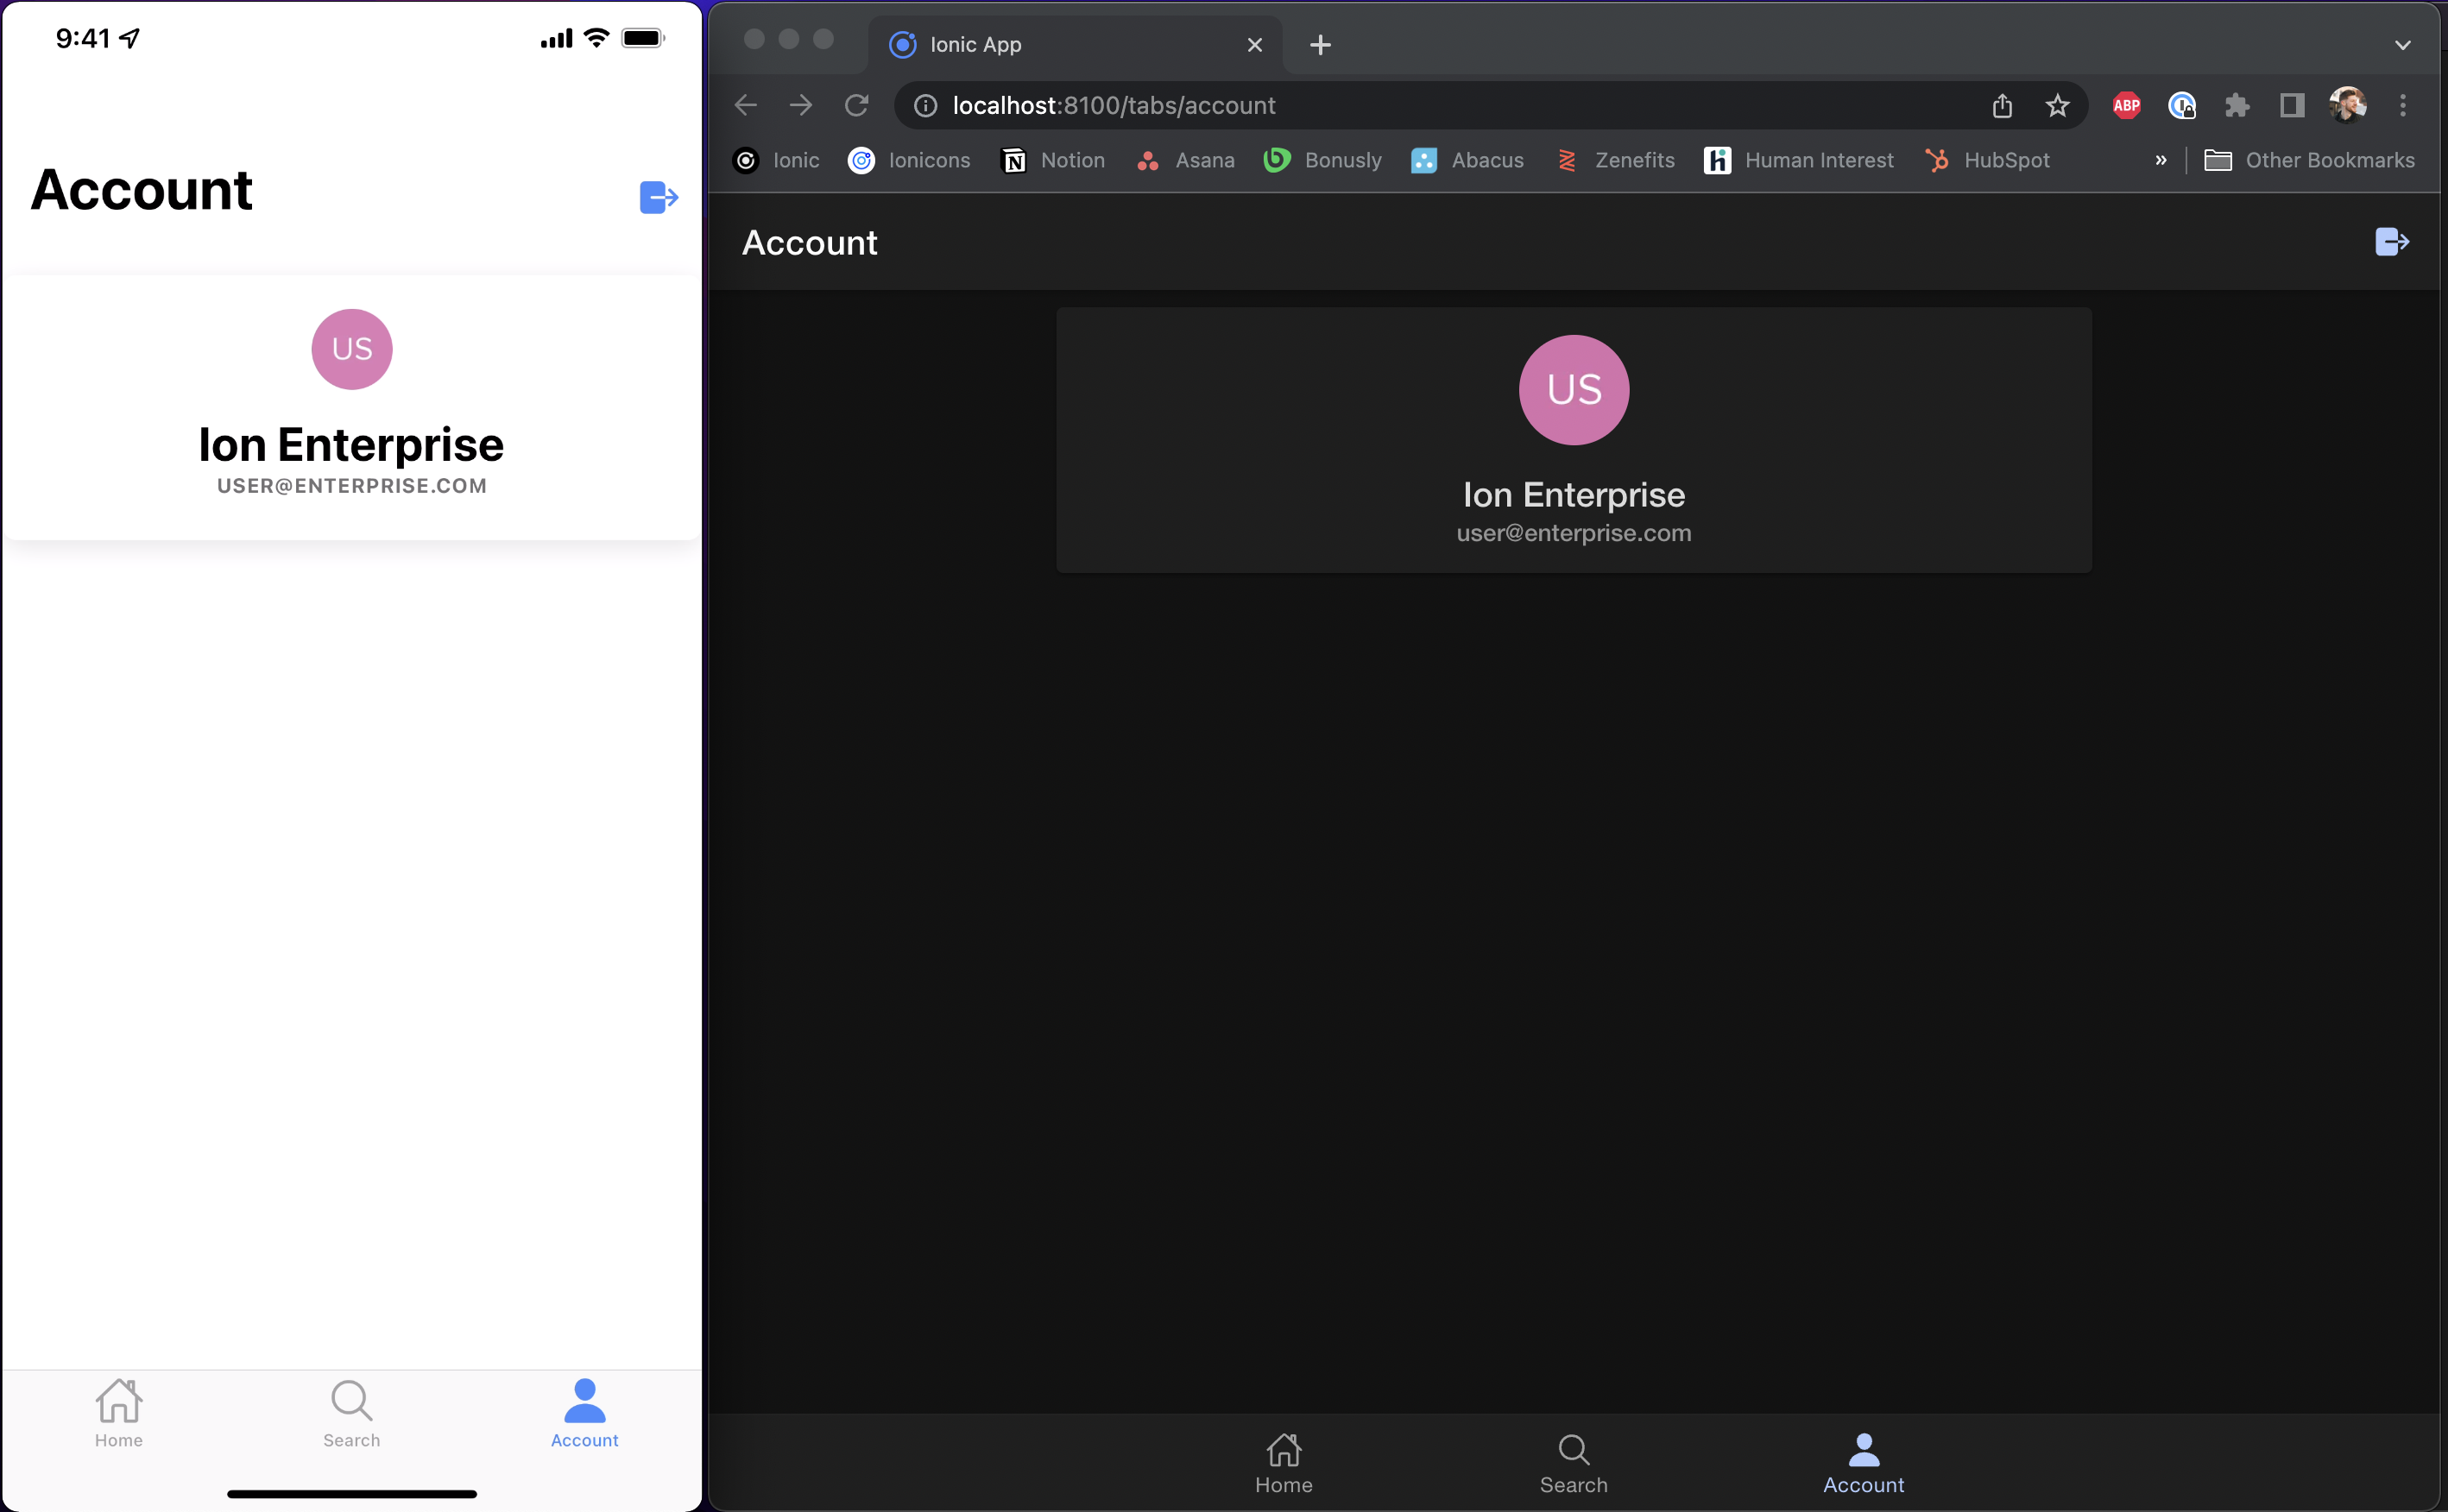 9:41
Account
US
Ion Enterprise
USER@ENTERPRISE.COM
Home Search Account
Ionic App
localhost:8100/tabs/account
ABP
Ionic Ionicons Notion Asana Bonusly Abacus Zenefits Human Interest HubSpot » Other Bookmarks
Account
US
Ion Enterprise
user@enterprise.com
Home Search Account